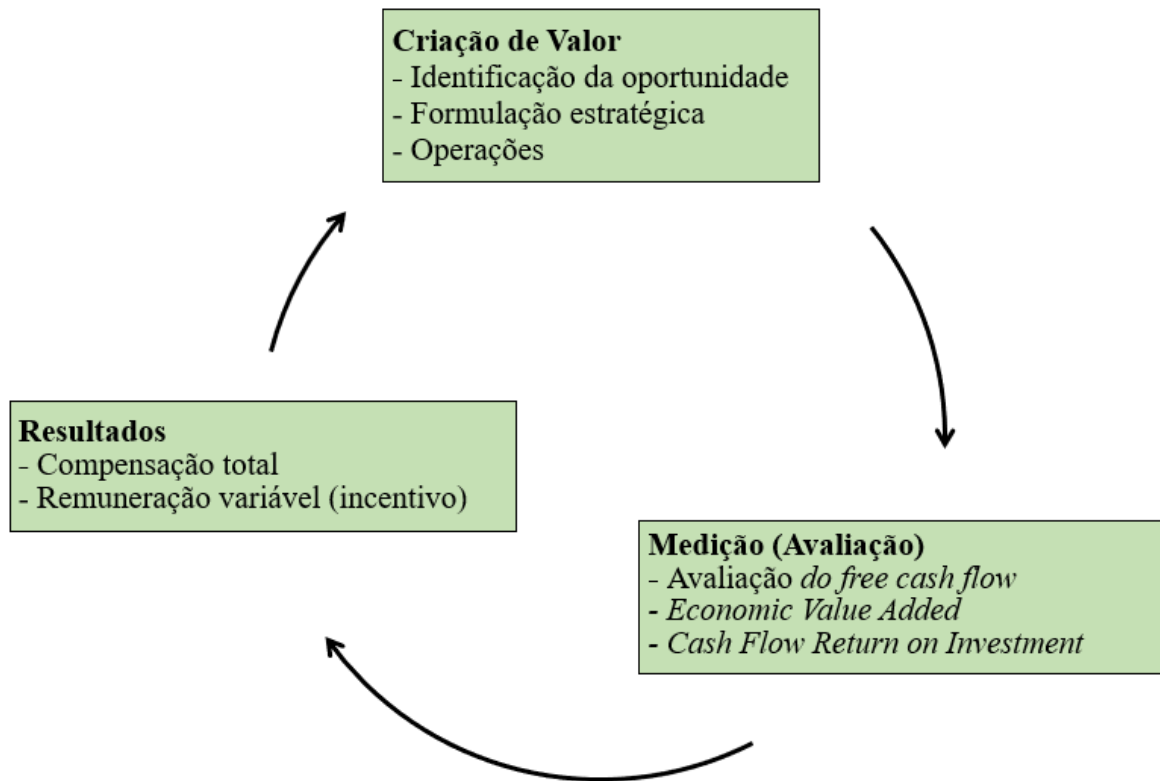 Criação de Valor
- Identificação da oportunidade
- Formulação estratégica
- Operações
Resultados
- Compensação total
- Remuneração variável (incentivo)
Medição (Avaliação)
- Avaliação do free cash flow
- Economic Value Added
- Cash Flow Return on Investment